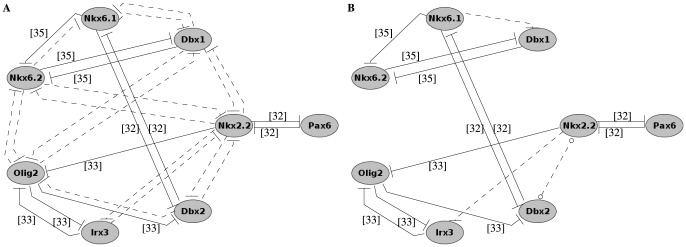 A
Nkx6.1
[35]
Dbx1
[35]
Nkx6.2
[35]
[32]
Nkx2.2
Pax6
[32]
[32]
[32]
[33]
Olig2
Dbx2
[33]
[33]
[33]
Irx3
B
Nkx6.1
[35]
Dbx1
[35]
Nkx6.2
[35]
[32]
Nkx2.2
Pax6
[32]
[32]
[32]
[33]
Olig2
Dbx2
[33]
[33]
[33]
Irx3